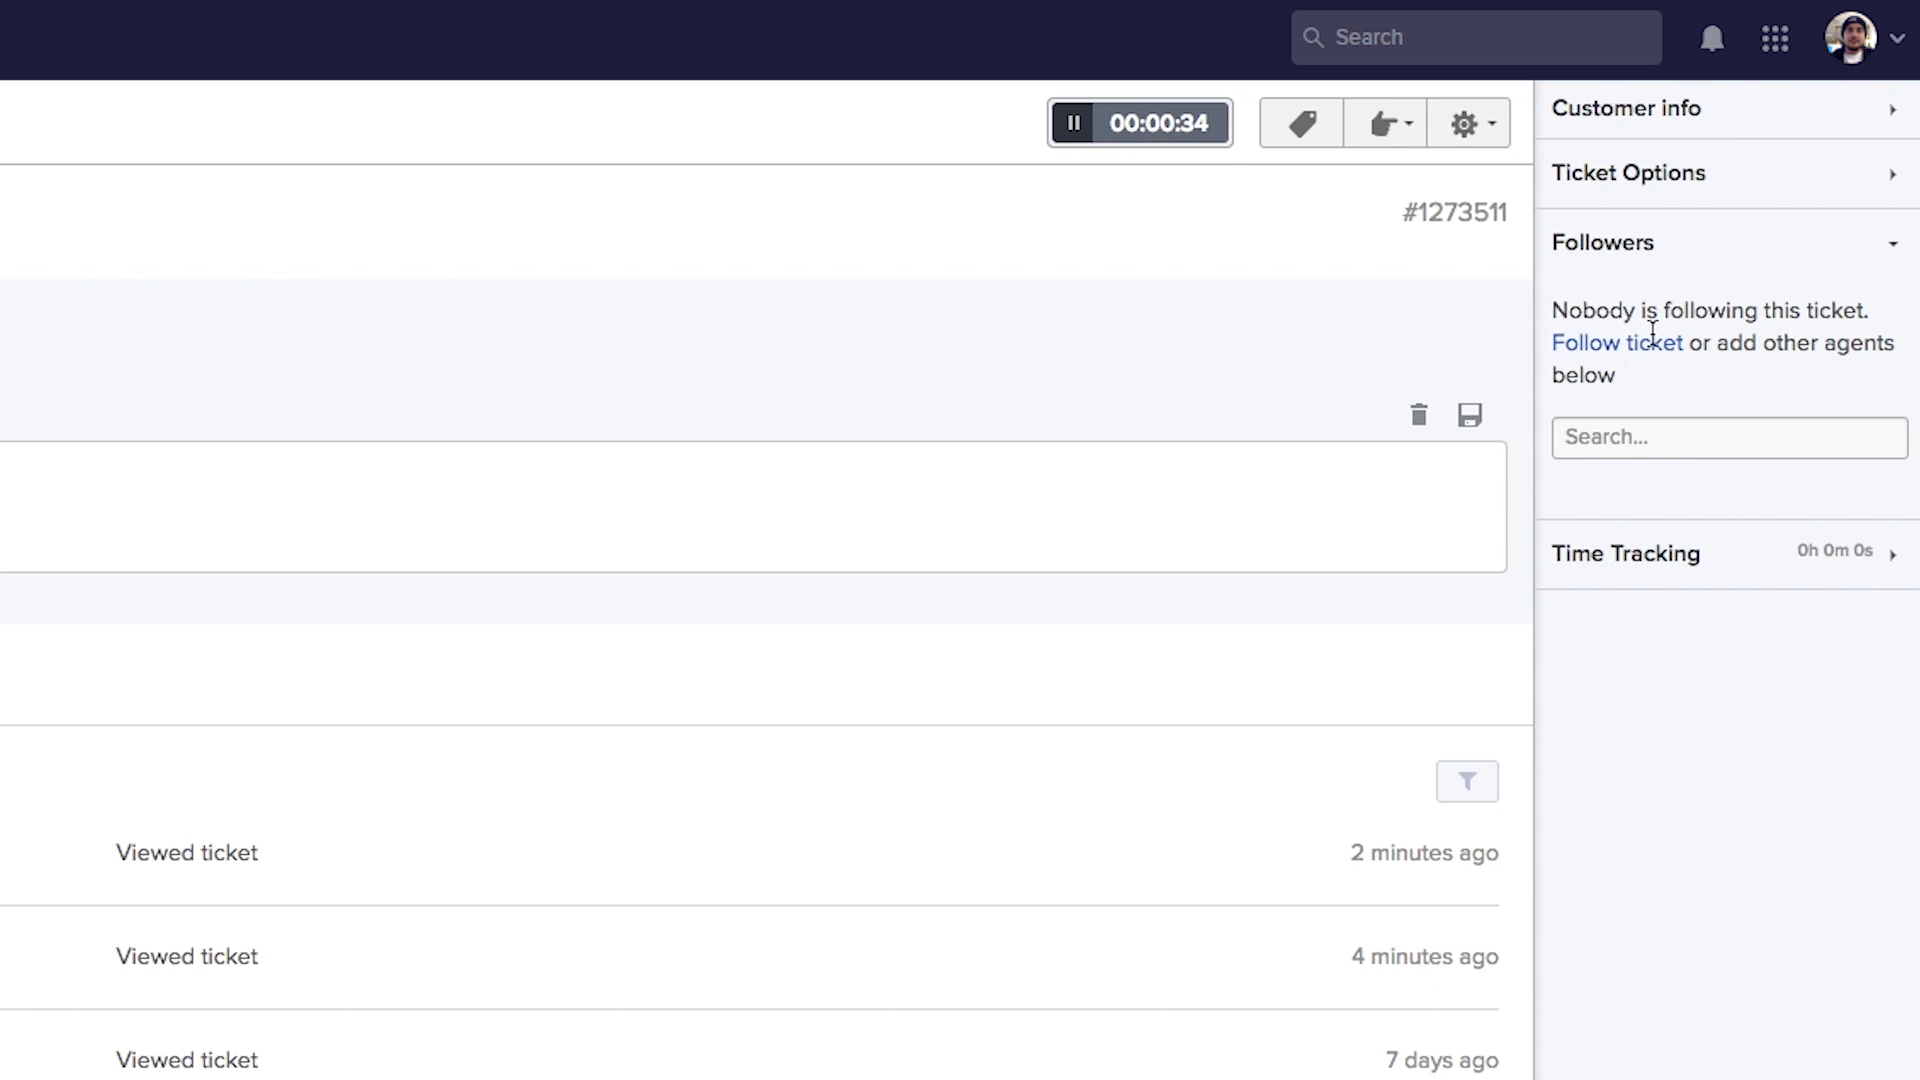 Search
00:00:34
#1273511
Customer info
Ticket Options
Followers
Nobody is following this ticket.
Follow ticket or add other agents
below
Search...
Time Tracking 0h 0m 0s
Viewed ticket 2 minutes ago
Viewed ticket 4 minutes ago
Viewed ticket 7 days ago